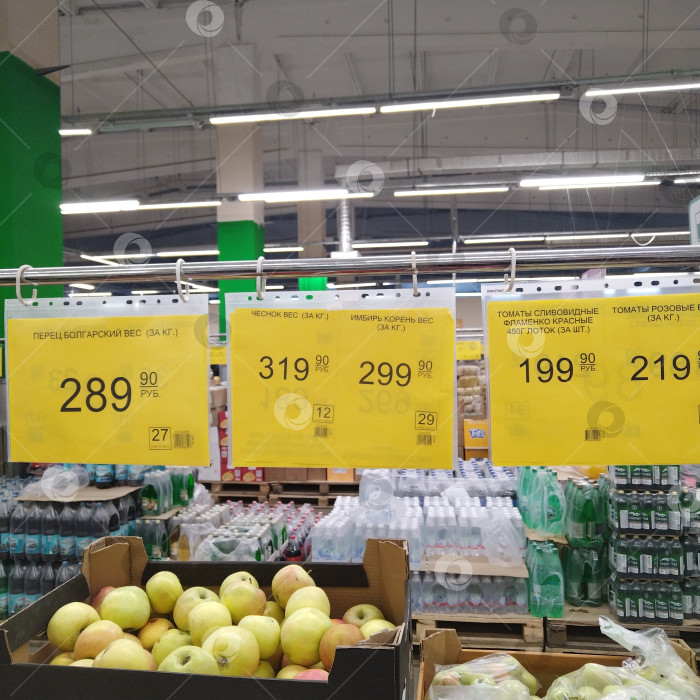 ПЕРЕЦ БОЛГАРСКИЙ ВЕС (ЗА КГ.)
289 90 РУБ.
27
ЧЕСНОК ВЕС (ЗА КГ.)
319 90 РУБ.
12
ИМБИРЬ КОРЕНЬ ВЕС
(ЗА КГ.)
299 90 РУБ.
29
ТОМАТЫ СЛИВОВИДНЫЕ
ФЛАМЕНКО КРАСНЫЕ
450Г ЛОТОК (ЗА ШТ.)
199 90 РУБ.
ТОМАТЫ РОЗОВЫЕ
(ЗА КГ.)
219